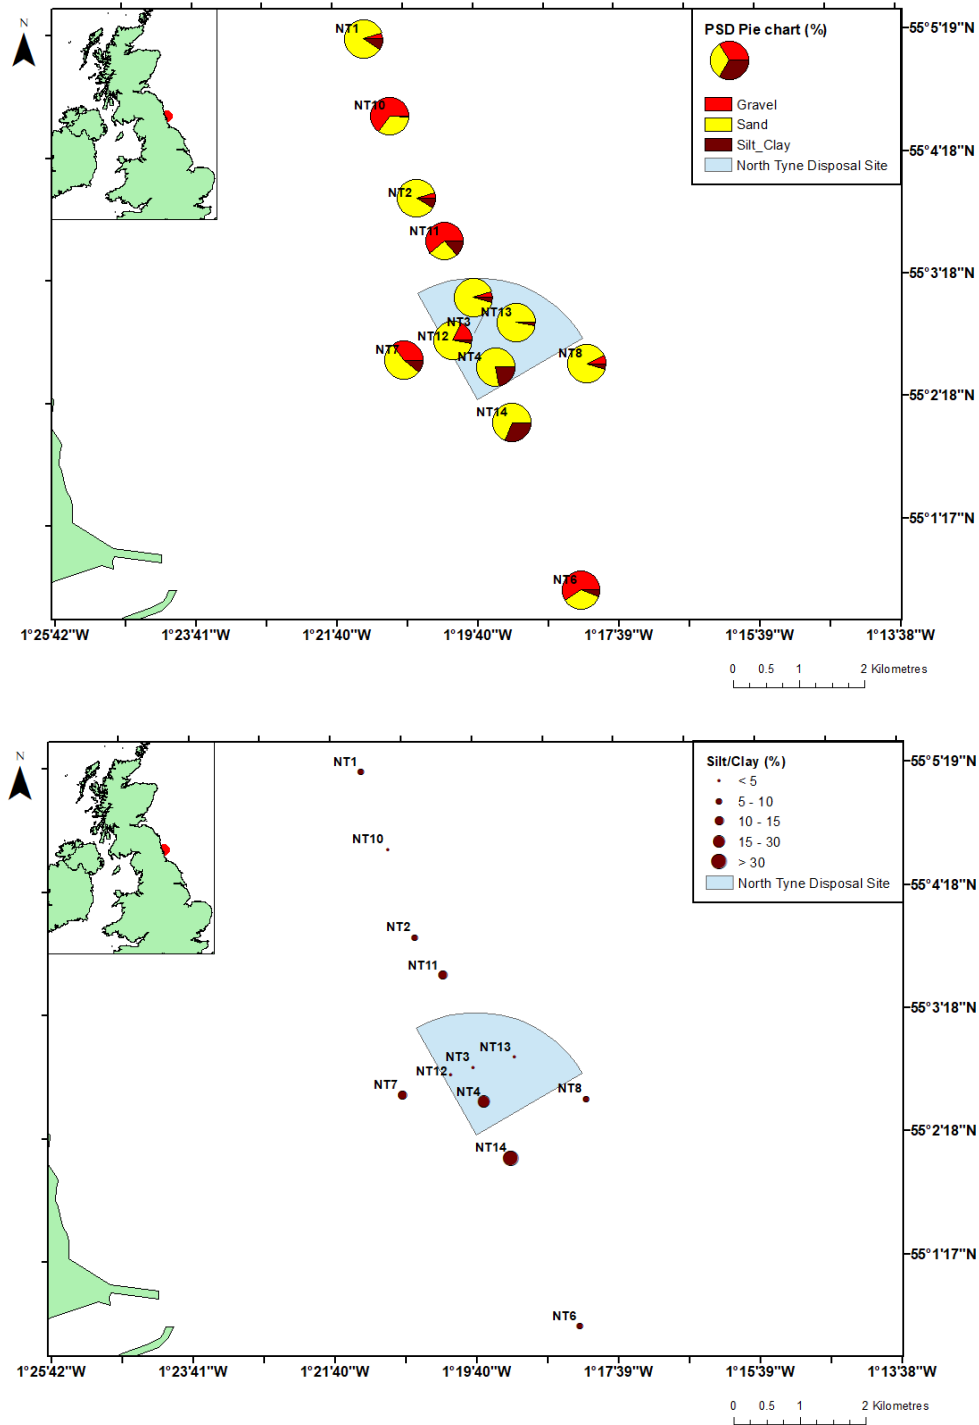 N
NT1
NT10
NT2
NT11
NT3
NT13
NT12
NT7
NT4
NT8
NT14
NT6
PSD Pie chart (%)
Gravel
Sand
Silt_Clay
North Tyne Disposal Site
55°5'19"N
55°4'18"N
55°3'18"N
55°2'18"N
55°1'17"N
1°25'42"W
1°23'41"W
1°21'40"W
1°19'40"W
1°17'39"W
1°15'39"W
1°13'38"W
0 0.5 1 2 Kilometres
N
NT1
NT10
NT2
NT11
NT13
NT3
NT12
NT7
NT4
NT8
NT14
NT6
Silt/Clay (%)
< 5
5 - 10
10 - 15
15 - 30
> 30
North Tyne Disposal Site
55°5'19"N
55°4'18"N
55°3'18"N
55°2'18"N
55°1'17"N
1°25'42"W
1°23'41"W
1°21'40"W
1°19'40"W
1°17'39"W
1°15'39"W
1°13'38"W
0 0.5 1 2 Kilometres